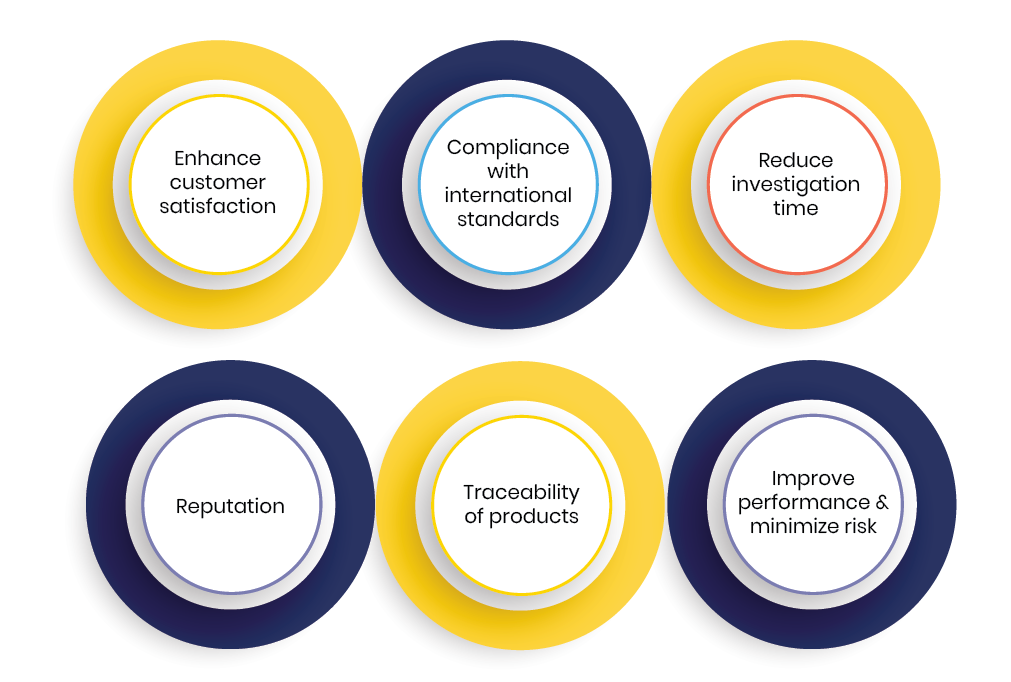 Enhance
customer
satisfaction
Compliance
with
international
standards
Reduce
investigation
time
Reputation
Traceability
of products
Improve
performance &
minimize risk